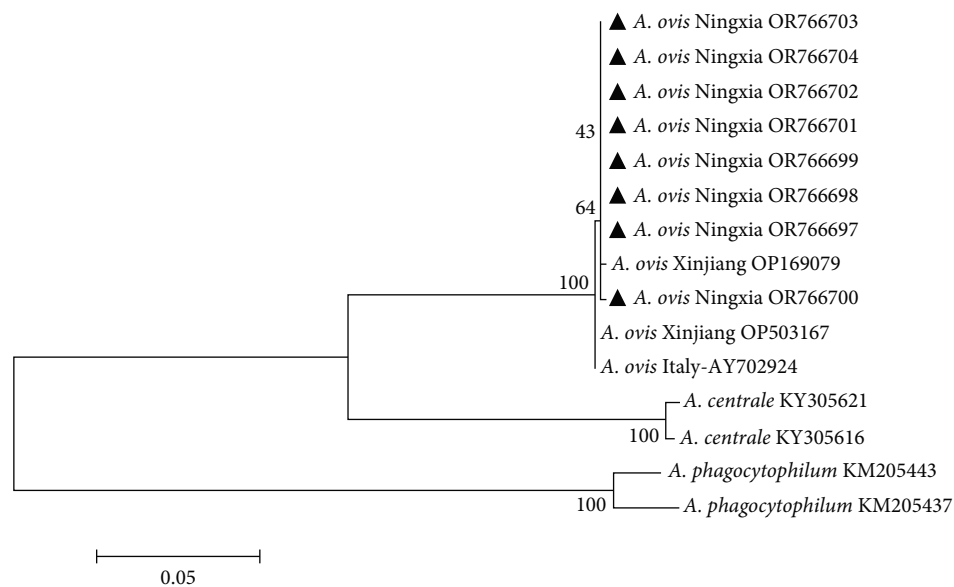 ▲ A. ovis Ningxia OR766703
▲ A. ovis Ningxia OR766704
▲ A. ovis Ningxia OR766702
43
▲ A. ovis Ningxia OR766701
▲ A. ovis Ningxia OR766699
▲ A. ovis Ningxia OR766698
64
▲ A. ovis Ningxia OR766697
A. ovis Xinjiang OP169079
100
▲ A. ovis Ningxia OR766700
A. ovis Xinjiang OP503167
A. ovis Italy-AY702924
A. centrale KY305621
100
A. centrale KY305616
A. phagocytophilum KM205443
100
A. phagocytophilum KM205437
0.05